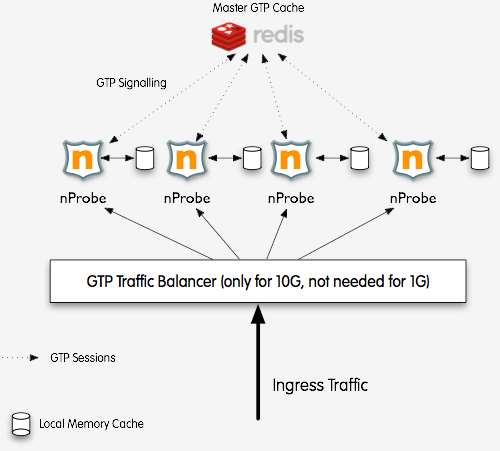 Master GTP Cache
redis
GTP Signalling
n n n n
nProbe nProbe nProbe nProbe
GTP Traffic Balancer (only for 10G, not needed for 1G)
GTP Sessions
Ingress Traffic
Local Memory Cache